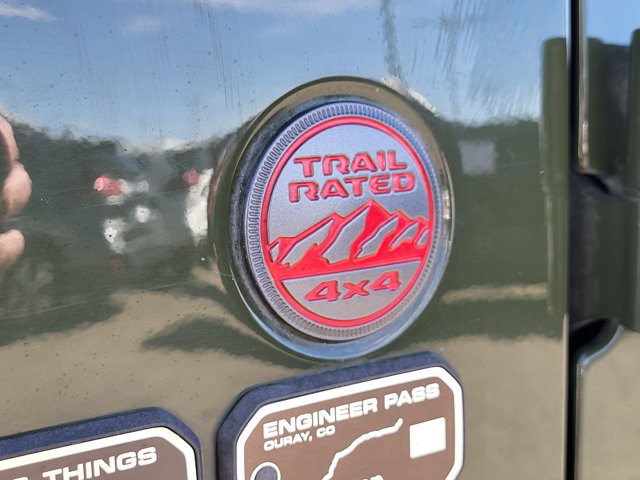 TRAIL
RATED
4x4
ENGINEER PASS
OURAY, CO
THINGS